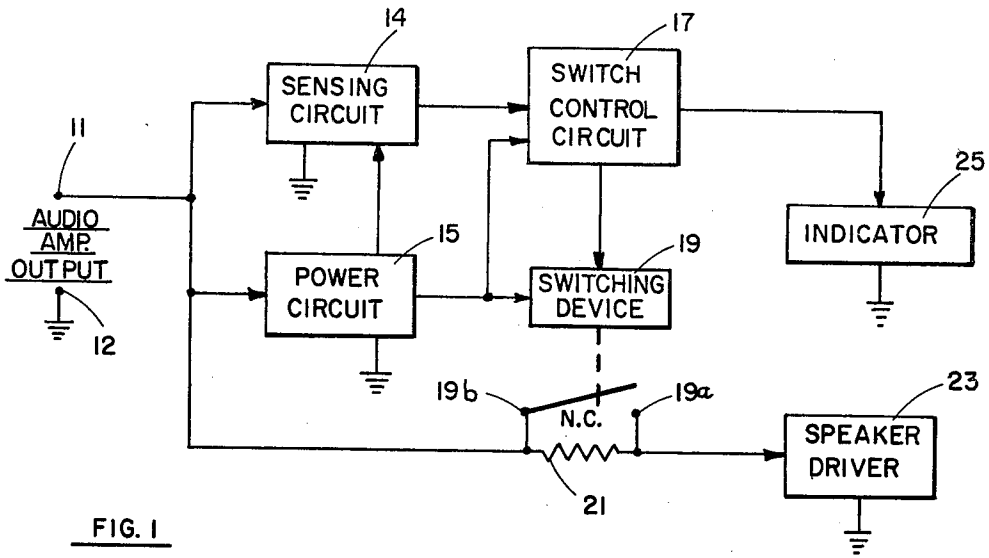 14
SENSING
CIRCUIT
17
SWITCH
CONTROL
CIRCUIT
11
AUDIO
AMP.
OUTPUT
12
15
POWER
CIRCUIT
19
SWITCHING
DEVICE
25
INDICATOR
19b
N.C.
19a
21
23
SPEAKER
DRIVER
FIG. 1